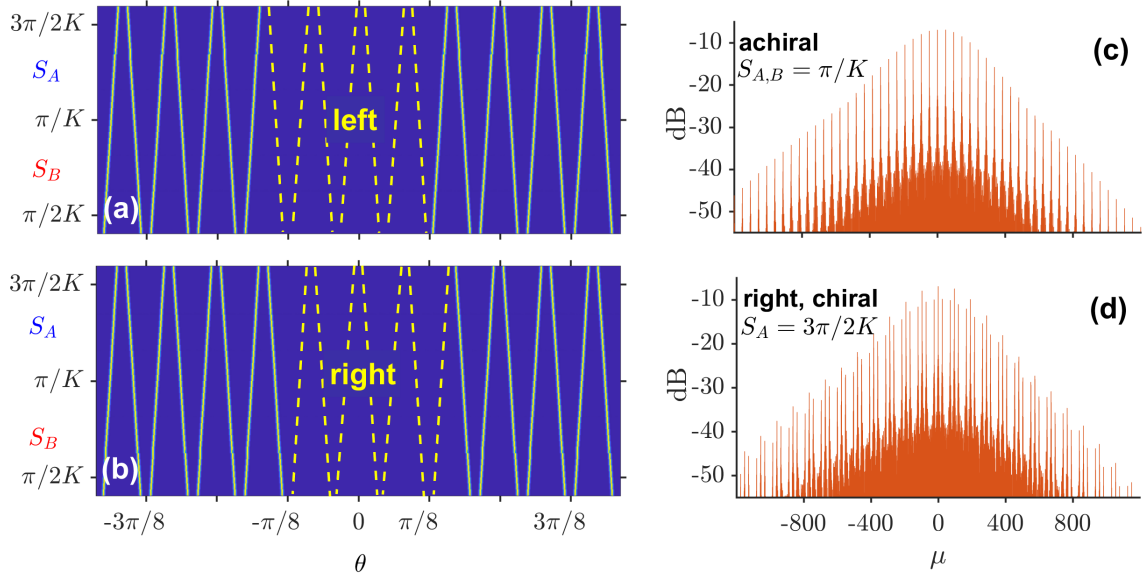 3π/2K
S_A
π/K
S_B
π/2K
left
(a)
3π/2K
S_A
π/K
S_B
π/2K
right
(b)
-3π/8
-π/8
0
π/8
3π/8
θ
-10
-20
-30
-40
-50
dB
achiral
S_{A,B} = π/K
(c)
-10
-20
-30
-40
-50
dB
right, chiral
S_A = 3π/2K
(d)
-800
-400
0
400
800
μ